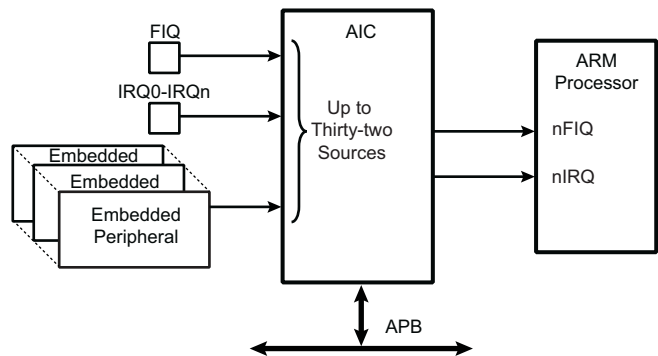 FIQ
AIC
IRQ0-IRQn
Up to
Thirty-two
Sources
ARM
Processor
nFIQ
nIRQ
Embedded
Embedded
Embedded
Peripheral
APB